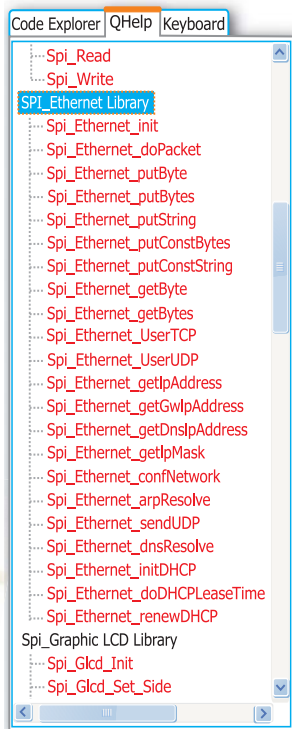 Code Explorer QHelp Keyboard
Spi_Read
Spi_Write
SPI_Ethernet Library
Spi_Ethernet_init
Spi_Ethernet_doPacket
Spi_Ethernet_putByte
Spi_Ethernet_putBytes
Spi_Ethernet_putString
Spi_Ethernet_putConstBytes
Spi_Ethernet_putConstString
Spi_Ethernet_getByte
Spi_Ethernet_getBytes
Spi_Ethernet_UserTCP
Spi_Ethernet_UserUDP
Spi_Ethernet_getIpAddress
Spi_Ethernet_getGwIpAddress
Spi_Ethernet_getDnsIpAddress
Spi_Ethernet_getIpMask
Spi_Ethernet_confNetwork
Spi_Ethernet_arpResolve
Spi_Ethernet_sendUDP
Spi_Ethernet_dnsResolve
Spi_Ethernet_initDHCP
Spi_Ethernet_doDHCPLeaseTime
Spi_Ethernet_renewDHCP
Spi_Graphic LCD Library
Spi_Glcd_Init
Spi_Glcd_Set_Side